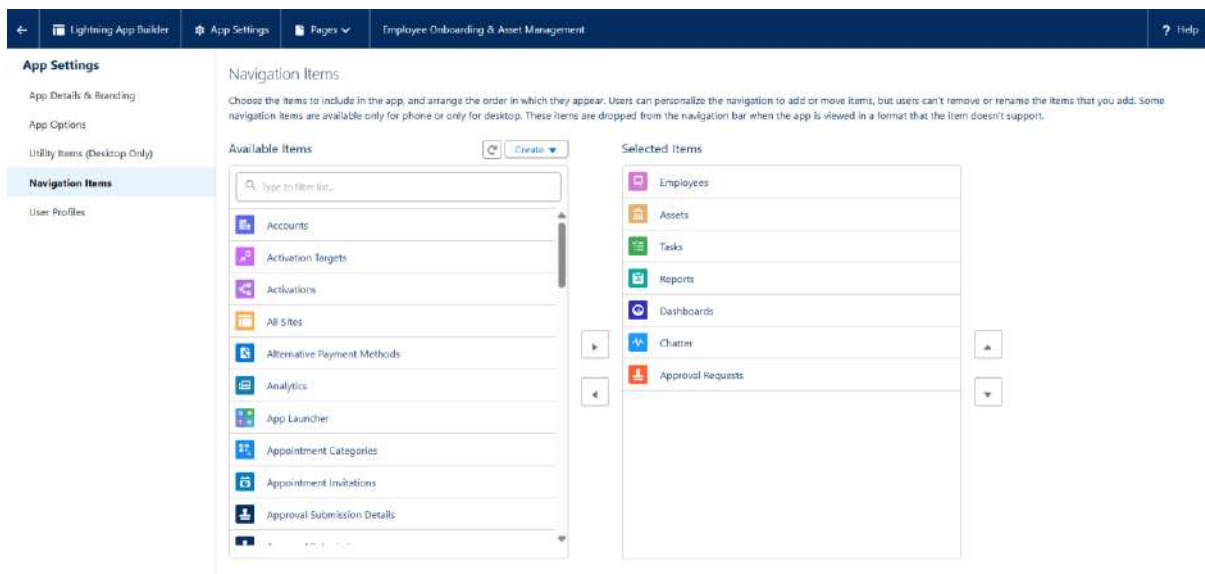 Lightning App Builder
App Settings
Pages
Employee Onboarding & Asset Management
? Help
App Settings
App Details & Branding
App Options
Utility Items (Desktop Only)
Navigation Items
User Profiles
Navigation Items
Choose the items to include in the app, and arrange the order in which they appear. Users can personalize the navigation to add or move items, but users can't remove or rename the items that you add. Some
navigation items are available only for phone or only for desktop. These items are dropped from the navigation bar when the app is viewed in a format that the item doesn't support.
Available Items
Create
Type to filter list...
Accounts
Activation Targets
Activations
All Sites
Alternative Payment Methods
Analytics
App Launcher
Appointment Categories
Appointment Invitations
Approval Submission Details
Selected Items
Employees
Assets
Tasks
Reports
Dashboards
Chatter
Approval Requests